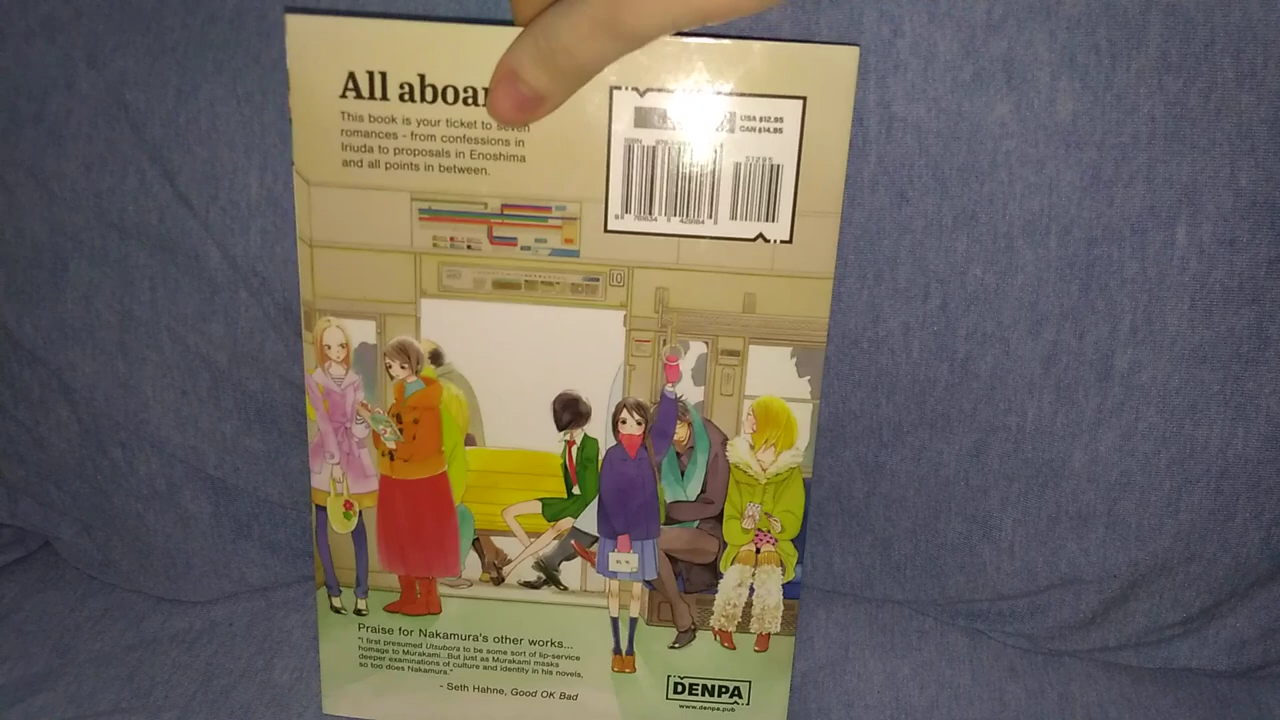 All aboar
This book is your ticket to seven
romances - from confessions in
Iriuda to proposals in Enoshima
and all points in between.
USA $12.95
CAN $14.95
ISBN
51295
10
Praise for Nakamura's other works...
"I first presumed Utsubora to be some sort of lip-service
homage to Murakami...But just as Murakami masks
deeper examinations of culture and identity in his novels,
so too does Nakamura."
- Seth Hahne, Good OK Bad
DENPA
www.denpa.pub